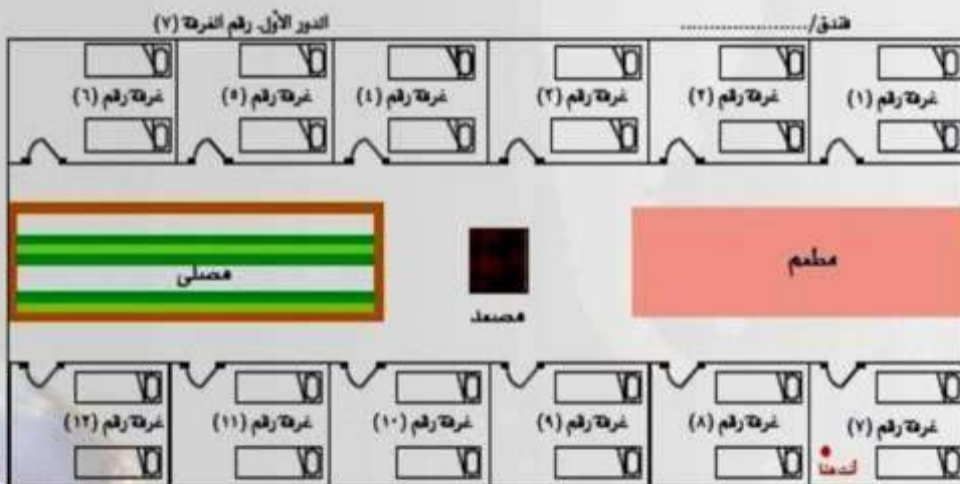 فندق/........................
الدور الأول. رقم الغرفة (٧)
غرفة رقم (١)
غرفة رقم (٢)
غرفة رقم (٣)
غرفة رقم (٤)
غرفة رقم (٥)
غرفة رقم (٦)
مطعم
مصعد
مصلى
غرفة رقم (٧)
غرفة رقم (٨)
غرفة رقم (٩)
غرفة رقم (١٠)
غرفة رقم (١١)
غرفة رقم (١٢)
أنت هنا